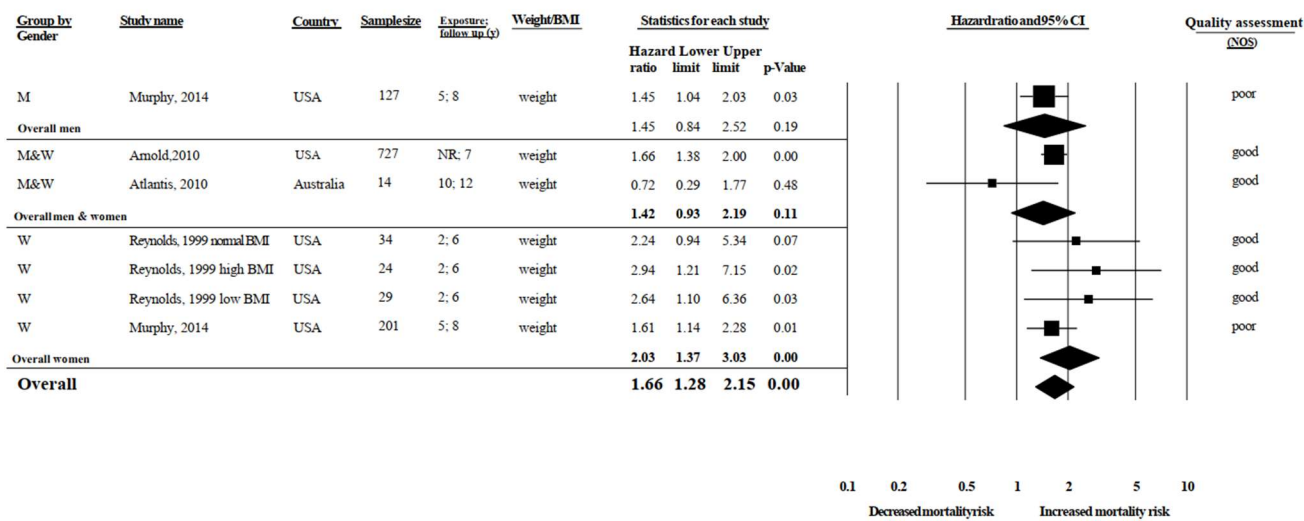 Group by Gender Study name Country Samplesize Exposure; follow up (y) Weight/BMI Statistics for each study Hazardratioand95% CI Quality assessment (NOS)
Hazard ratio Lower limit Upper limit p-Value
M Murphy, 2014 USA 127 5; 8 weight 1.45 1.04 2.03 0.03 poor
Overall men 1.45 0.84 2.52 0.19
M&W Arnold,2010 USA 727 NR; 7 weight 1.66 1.38 2.00 0.00 good
M&W Atlantis, 2010 Australia 14 10; 12 weight 0.72 0.29 1.77 0.48 good
Overall men & women 1.42 0.93 2.19 0.11
W Reynolds, 1999 normal BMI USA 34 2; 6 weight 2.24 0.94 5.34 0.07 good
W Reynolds, 1999 high BMI USA 24 2; 6 weight 2.94 1.21 7.15 0.02 good
W Reynolds, 1999 low BMI USA 29 2; 6 weight 2.64 1.10 6.36 0.03 good
W Murphy, 2014 USA 201 5; 8 weight 1.61 1.14 2.28 0.01 poor
Overall women 2.03 1.37 3.03 0.00
Overall 1.66 1.28 2.15 0.00
0.1 0.2 0.5 1 2 5 10
Decreasedmortalityrisk Increased mortality risk